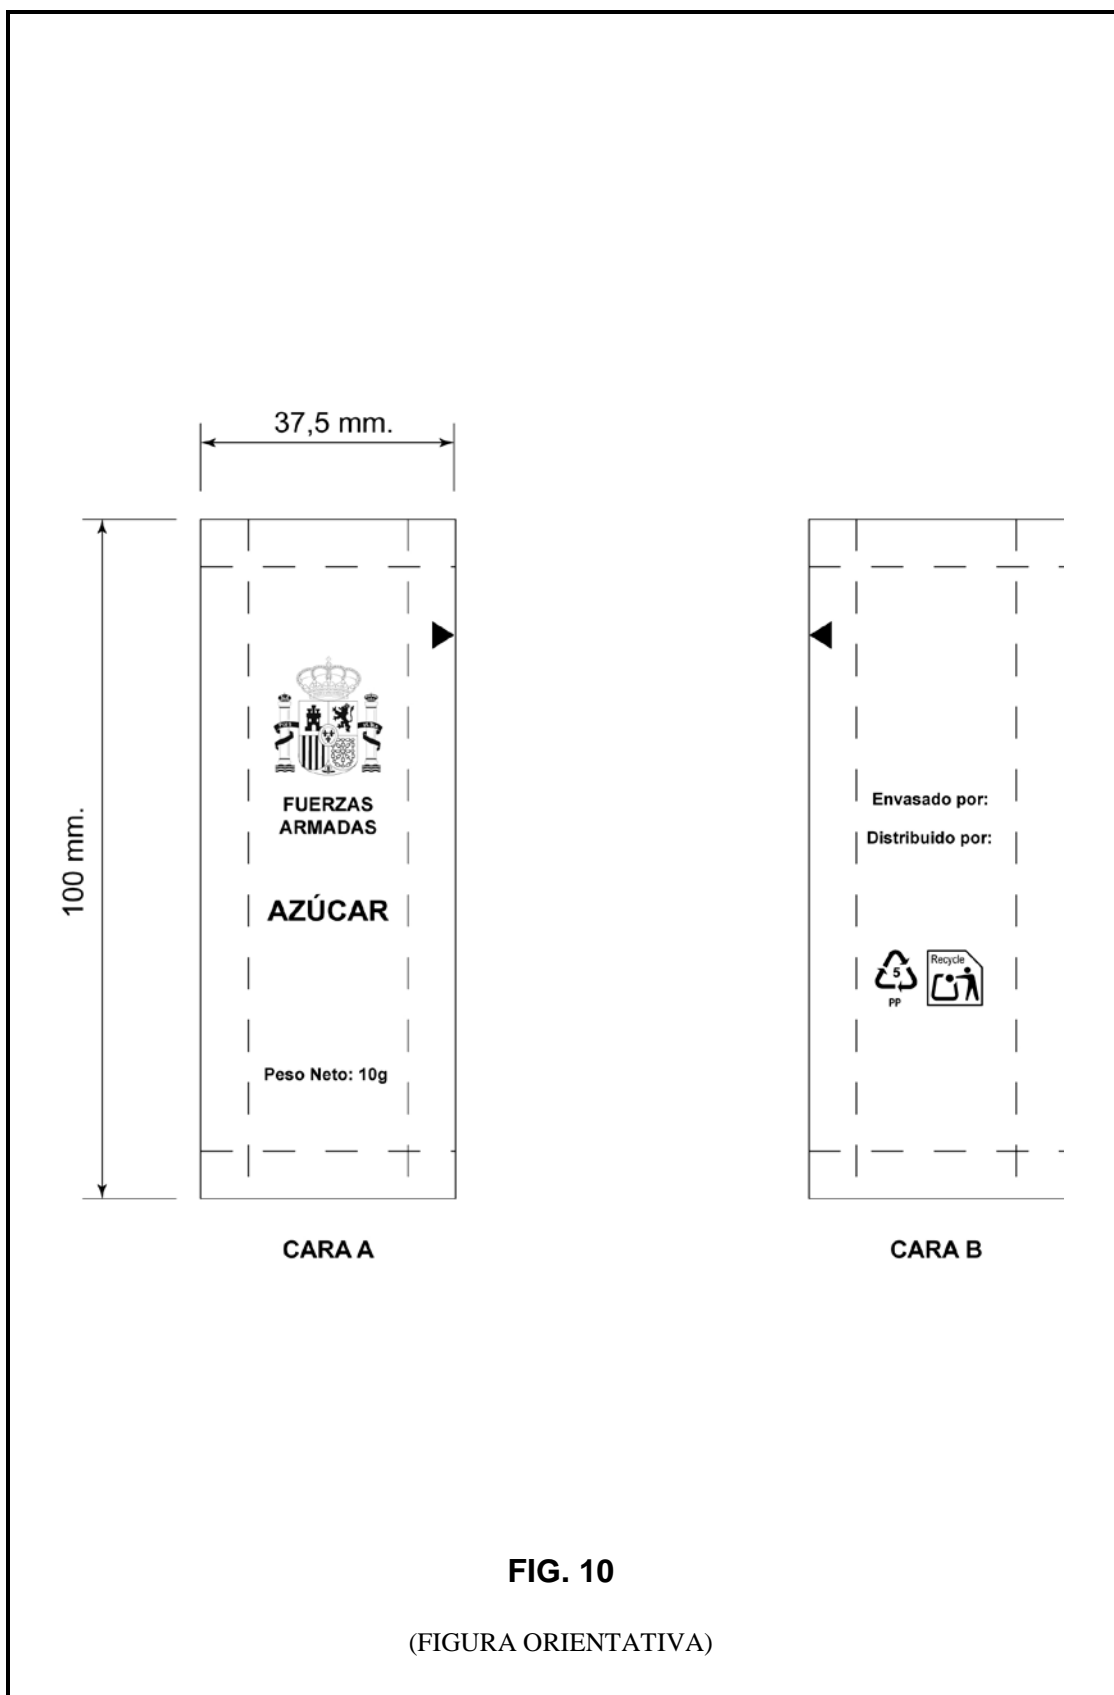 37,5 mm.
100 mm.
FUERZAS
ARMADAS
AZÚCAR
Peso Neto: 10g
CARA A
Envasado por:
Distribuido por:
5
PP
Recycle
CARA B
FIG. 10
(FIGURA ORIENTATIVA)